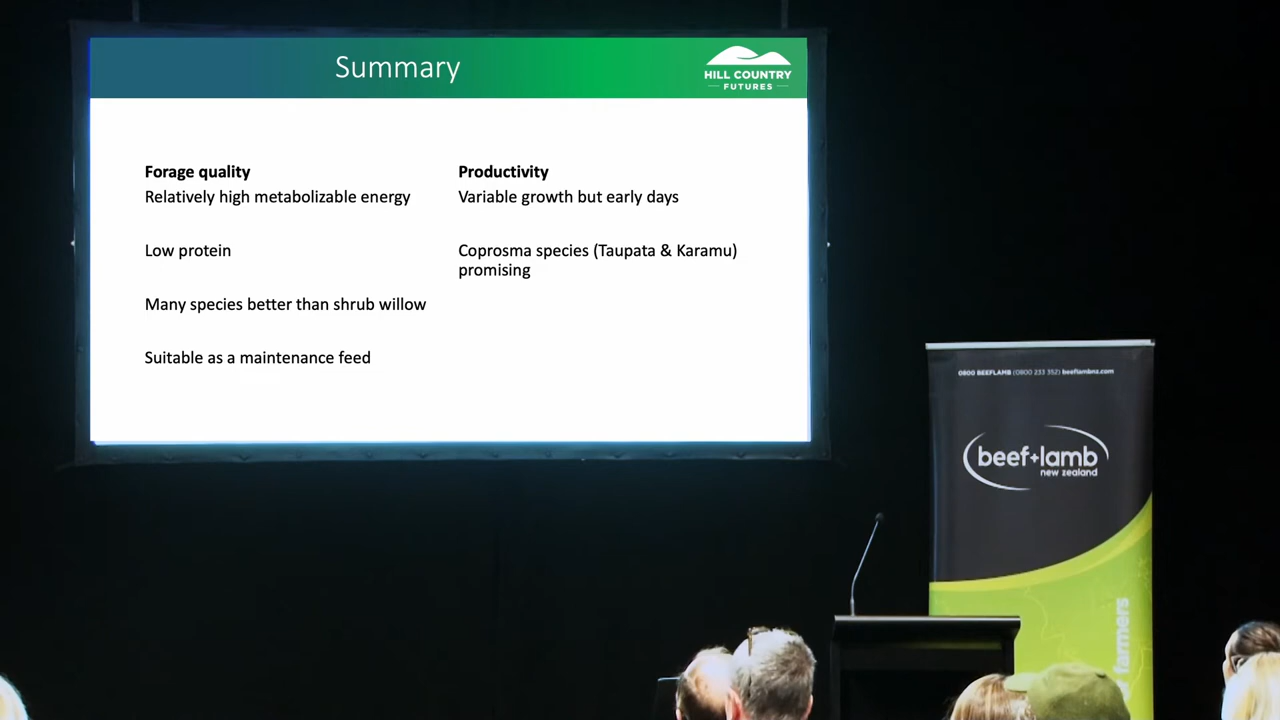 Summary
HILL COUNTRY
FUTURES
Forage quality
Relatively high metabolizable energy
Low protein
Many species better than shrub willow
Suitable as a maintenance feed
Productivity
Variable growth but early days
Coprosma species (Taupata & Karamu)
promising
0800 BEEFLAMB (0800 233 352) beeflambnz.com
beef+lamb
new zealand
farmers